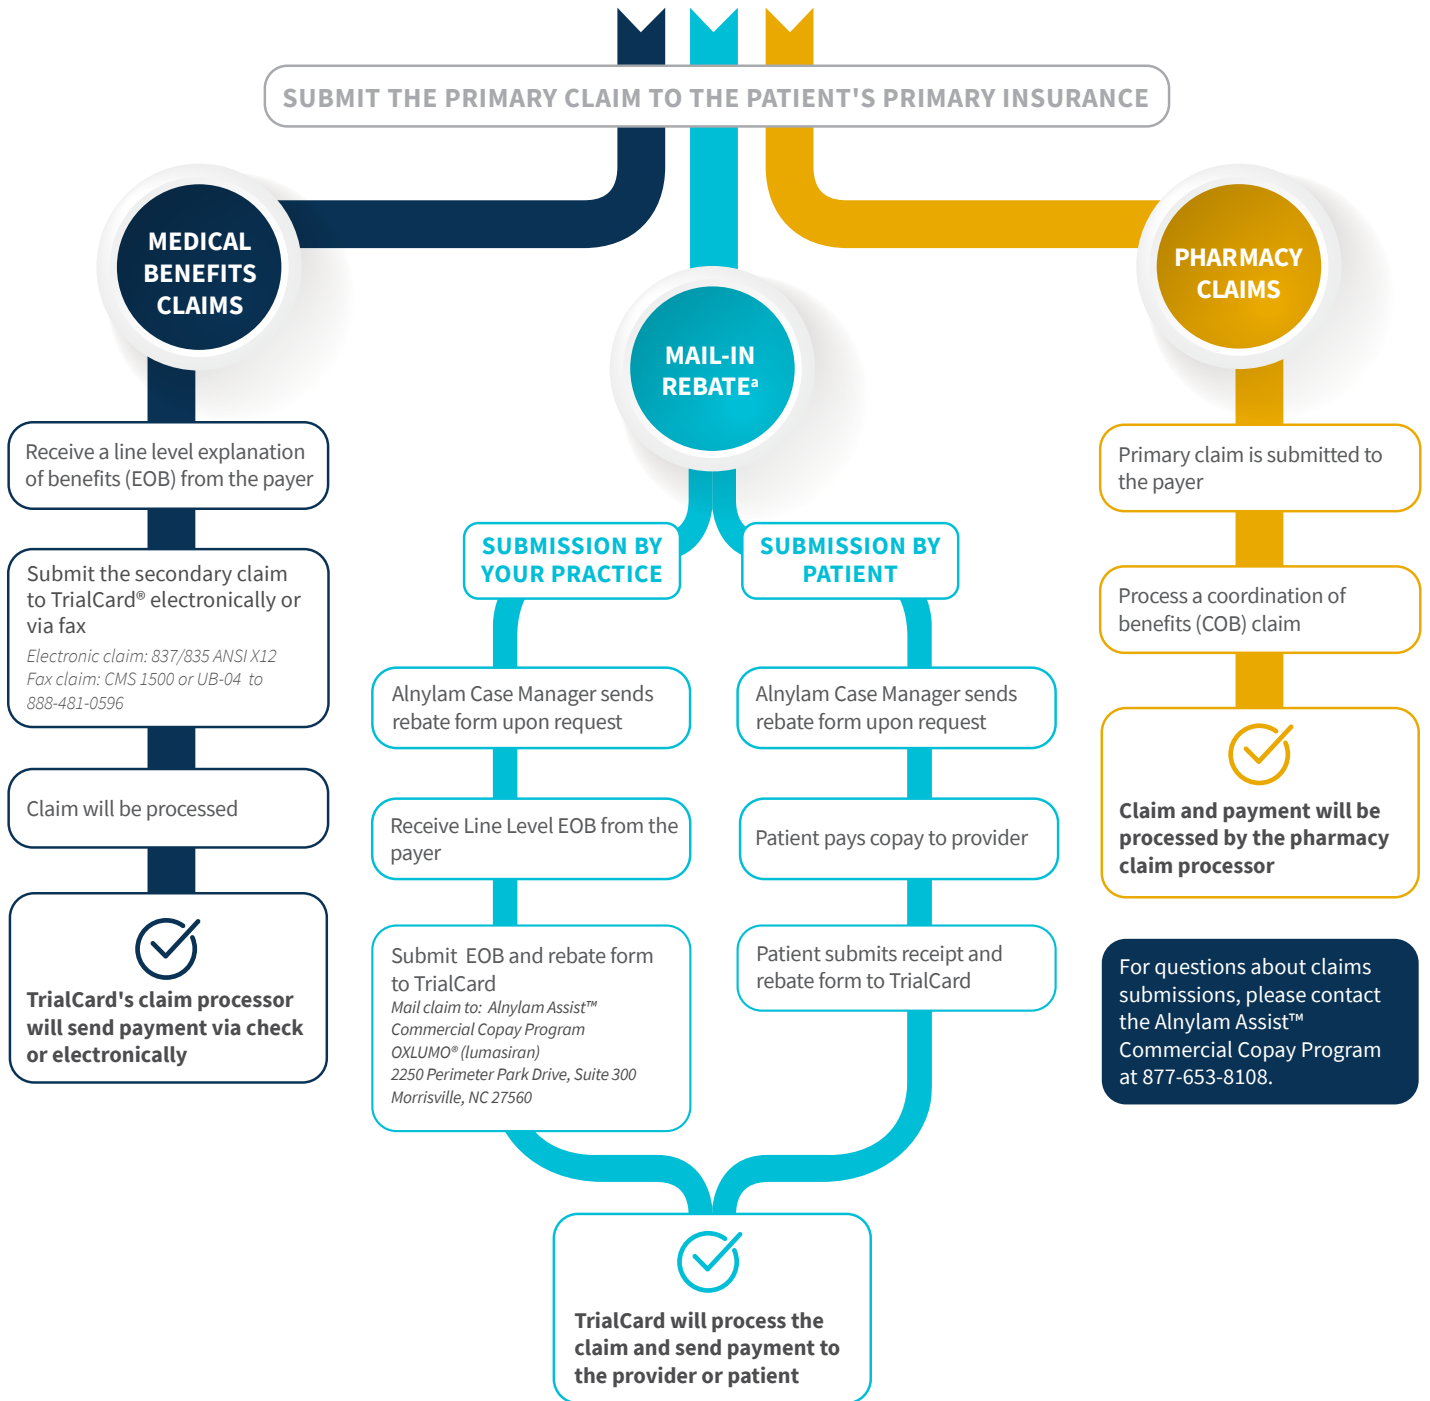 SUBMIT THE PRIMARY CLAIM TO THE PATIENT'S PRIMARY INSURANCE
MEDICAL
BENEFITS
CLAIMS
Receive a line level explanation
of benefits (EOB) from the payer
Submit the secondary claim
to TrialCard® electronically or
via fax
Electronic claim: 837/835 ANSI X12
Fax claim: CMS 1500 or UB-04 to
888-481-0596
Claim will be processed
TrialCard's claim processor
will send payment via check
or electronically
MAIL-IN
REBATEª
SUBMISSION BY
YOUR PRACTICE
Alnylam Case Manager sends
rebate form upon request
Receive Line Level EOB from the
payer
Submit EOB and rebate form
to TrialCard
Mail claim to: Alnylam Assist™
Commercial Copay Program
OXLUMO® (lumasiran)
2250 Perimeter Park Drive, Suite 300
Morrisville, NC 27560
SUBMISSION BY
PATIENT
Alnylam Case Manager sends
rebate form upon request
Patient pays copay to provider
Patient submits receipt and
rebate form to TrialCard
TrialCard will process the
claim and send payment to
the provider or patient
PHARMACY
CLAIMS
Primary claim is submitted to
the payer
Process a coordination of
benefits (COB) claim
Claim and payment will be
processed by the pharmacy
claim processor
For questions about claims
submissions, please contact
the Alnylam Assist™
Commercial Copay Program
at 877-653-8108.